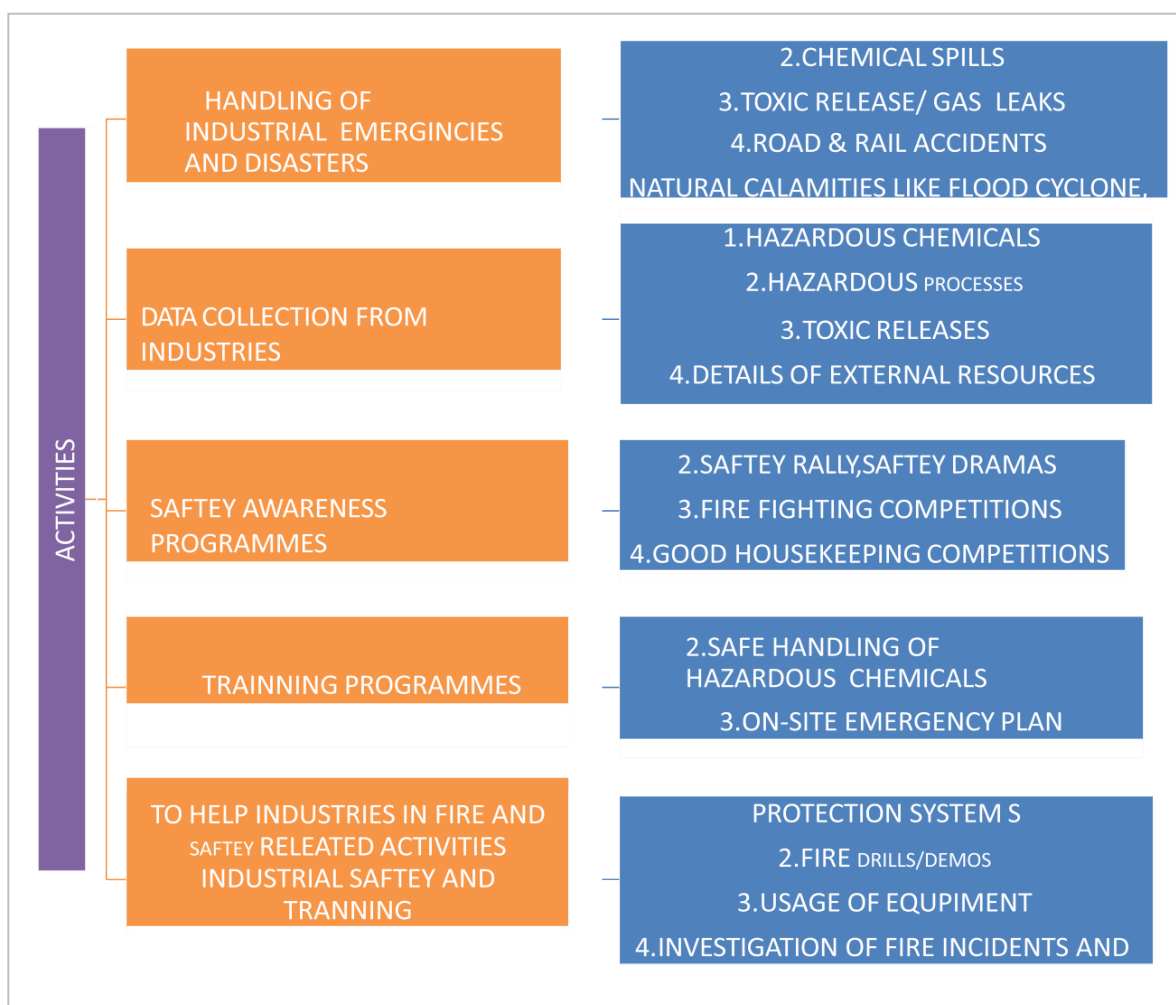 ACTIVITIES
HANDLING OF
INDUSTRIAL EMERGINCIES
AND DISASTERS
2.CHEMICAL SPILLS
3.TOXIC RELEASE/ GAS LEAKS
4.ROAD & RAIL ACCIDENTS
NATURAL CALAMITIES LIKE FLOOD CYCLONE,
DATA COLLECTION FROM
INDUSTRIES
1.HAZARDOUS CHEMICALS
2.HAZARDOUS PROCESSES
3.TOXIC RELEASES
4.DETAILS OF EXTERNAL RESOURCES
SAFTEY AWARENESS
PROGRAMMES
2.SAFTEY RALLY,SAFTEY DRAMAS
3.FIRE FIGHTING COMPETITIONS
4.GOOD HOUSEKEEPING COMPETITIONS
TRAINNING PROGRAMMES
2.SAFE HANDLING OF
HAZARDOUS CHEMICALS
3.ON-SITE EMERGENCY PLAN
TO HELP INDUSTRIES IN FIRE AND
SAFTEY RELEATED ACTIVITIES
INDUSTRIAL SAFTEY AND
TRANNING
PROTECTION SYSTEM S
2.FIRE DRILLS/DEMOS
3.USAGE OF EQUPIMENT
4.INVESTIGATION OF FIRE INCIDENTS AND